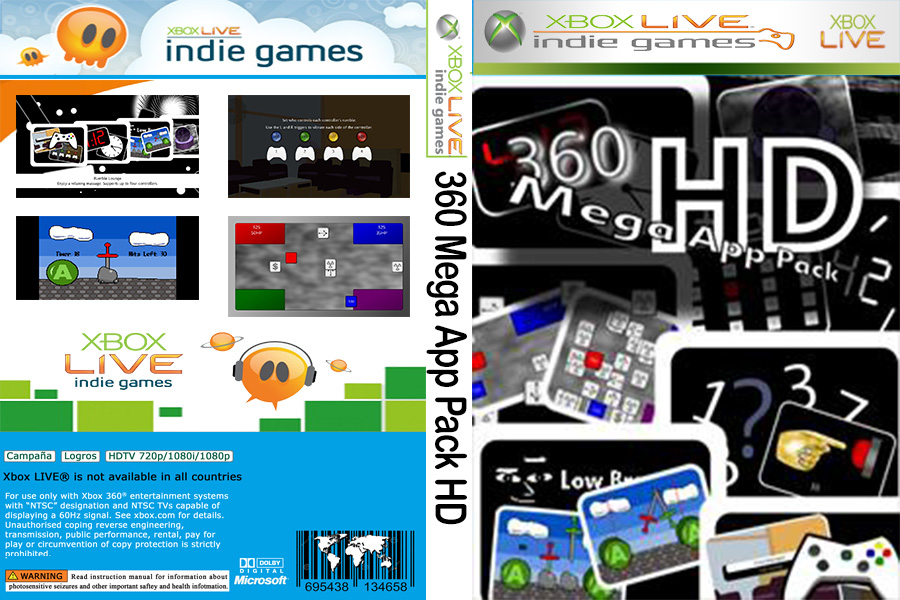 XBOX LIVE
indie games
Rumble Lounge
Enjoy a relaxing massage. Supports up to four controllers.
Set who controls each controller's rumble
Use the L and R triggers to vibrate each side of the controller
Timer 18
Hits Left 30
A
XBOX
LIVE
indie games
Campaña
Logros
HDTV 720p/1080i/1080p
Xbox LIVE® is not available in all countries
For use only with Xbox 360® entertainment systems
with “NTSC” designation and NTSC TVs capable of
displaying a 60Hz signal. See xbox.com for details.
Unauthorised coping reverse engineering,
transmission, public performance, rental, pay for
play or circumvention of copy protection is strictly
prohibited.
WARNING Read instruction manual for information about
photosensitive seizures and other important saftey and health infotmation.
DOLBY
DIGITAL
Microsoft
695438 134658
XBOX LIVE
indie games
360 Mega App Pack HD
XBOX LIVE
indie games
XBOX
LIVE
360
HD
Mega App Pack
1 ? 3 7
Low
A
A